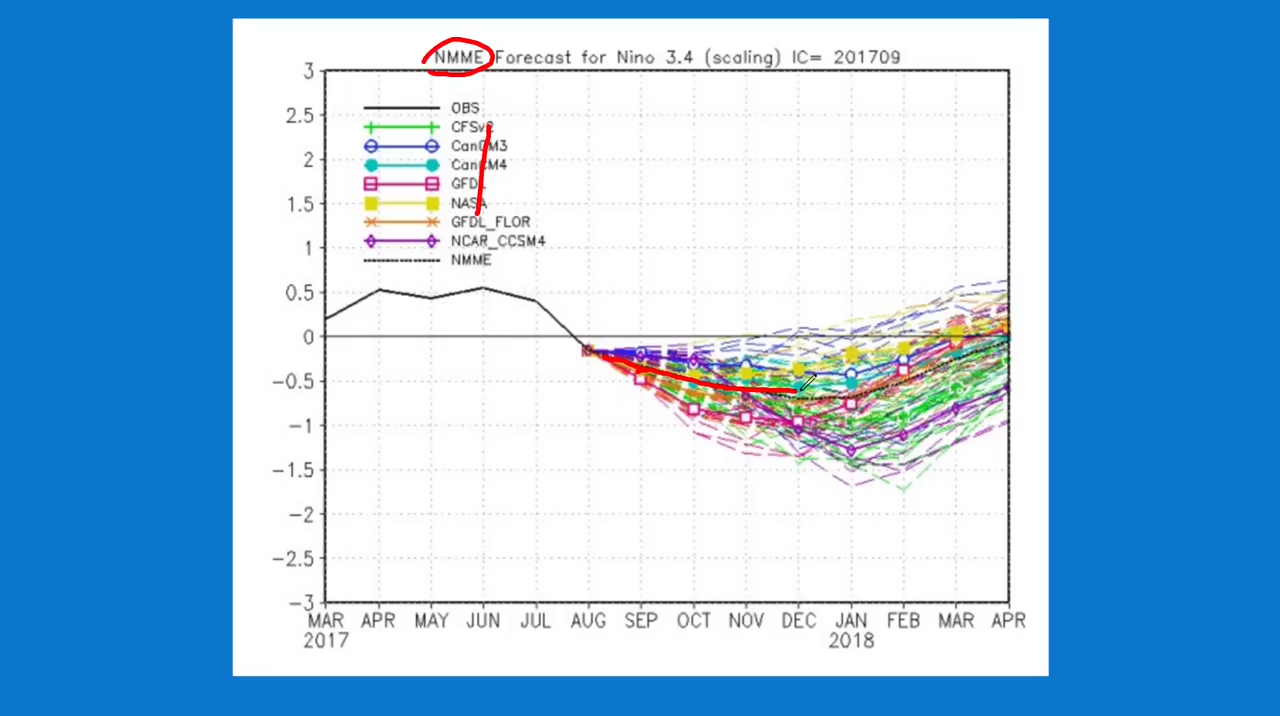 NMME Forecast for Nino 3.4 (scaling) IC= 201709
3
2.5
2
1.5
1
0.5
0
−0.5
−1
−1.5
−2
−2.5
−3
OBS
CFSv2
CanCM3
CanCM4
GFDL
NASA
GFDL_FLOR
NCAR_CCSM4
NMME
MAR APR MAY JUN JUL AUG SEP OCT NOV DEC JAN FEB MAR APR
2017 2018